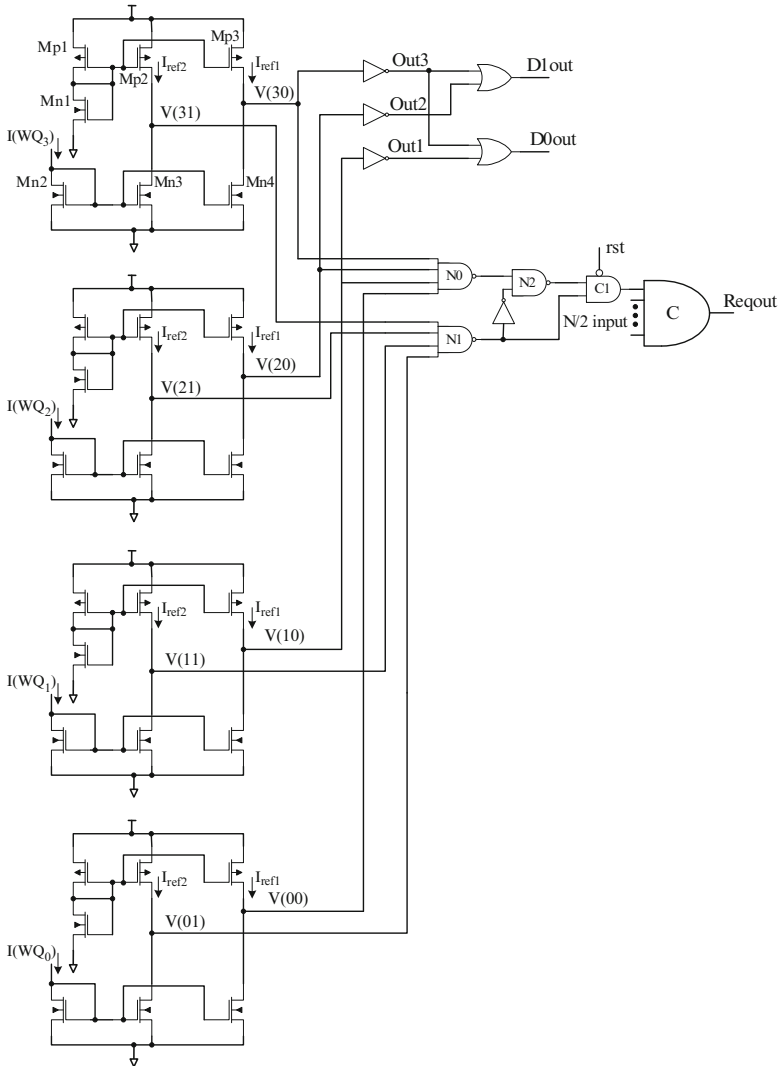 Mp1
Mp2
Mp3
Iref2
Iref1
Mn1
V(30)
V(31)
I(WQ3)
Mn2
Mn3
Mn4
Out3
Out2
Out1
D1out
D0out
rst
N0
N2
C1
N1
N/2 input
C
Reqout
Iref2
Iref1
V(20)
V(21)
I(WQ2)
Iref2
Iref1
V(10)
V(11)
I(WQ1)
Iref2
Iref1
V(00)
V(01)
I(WQ0)